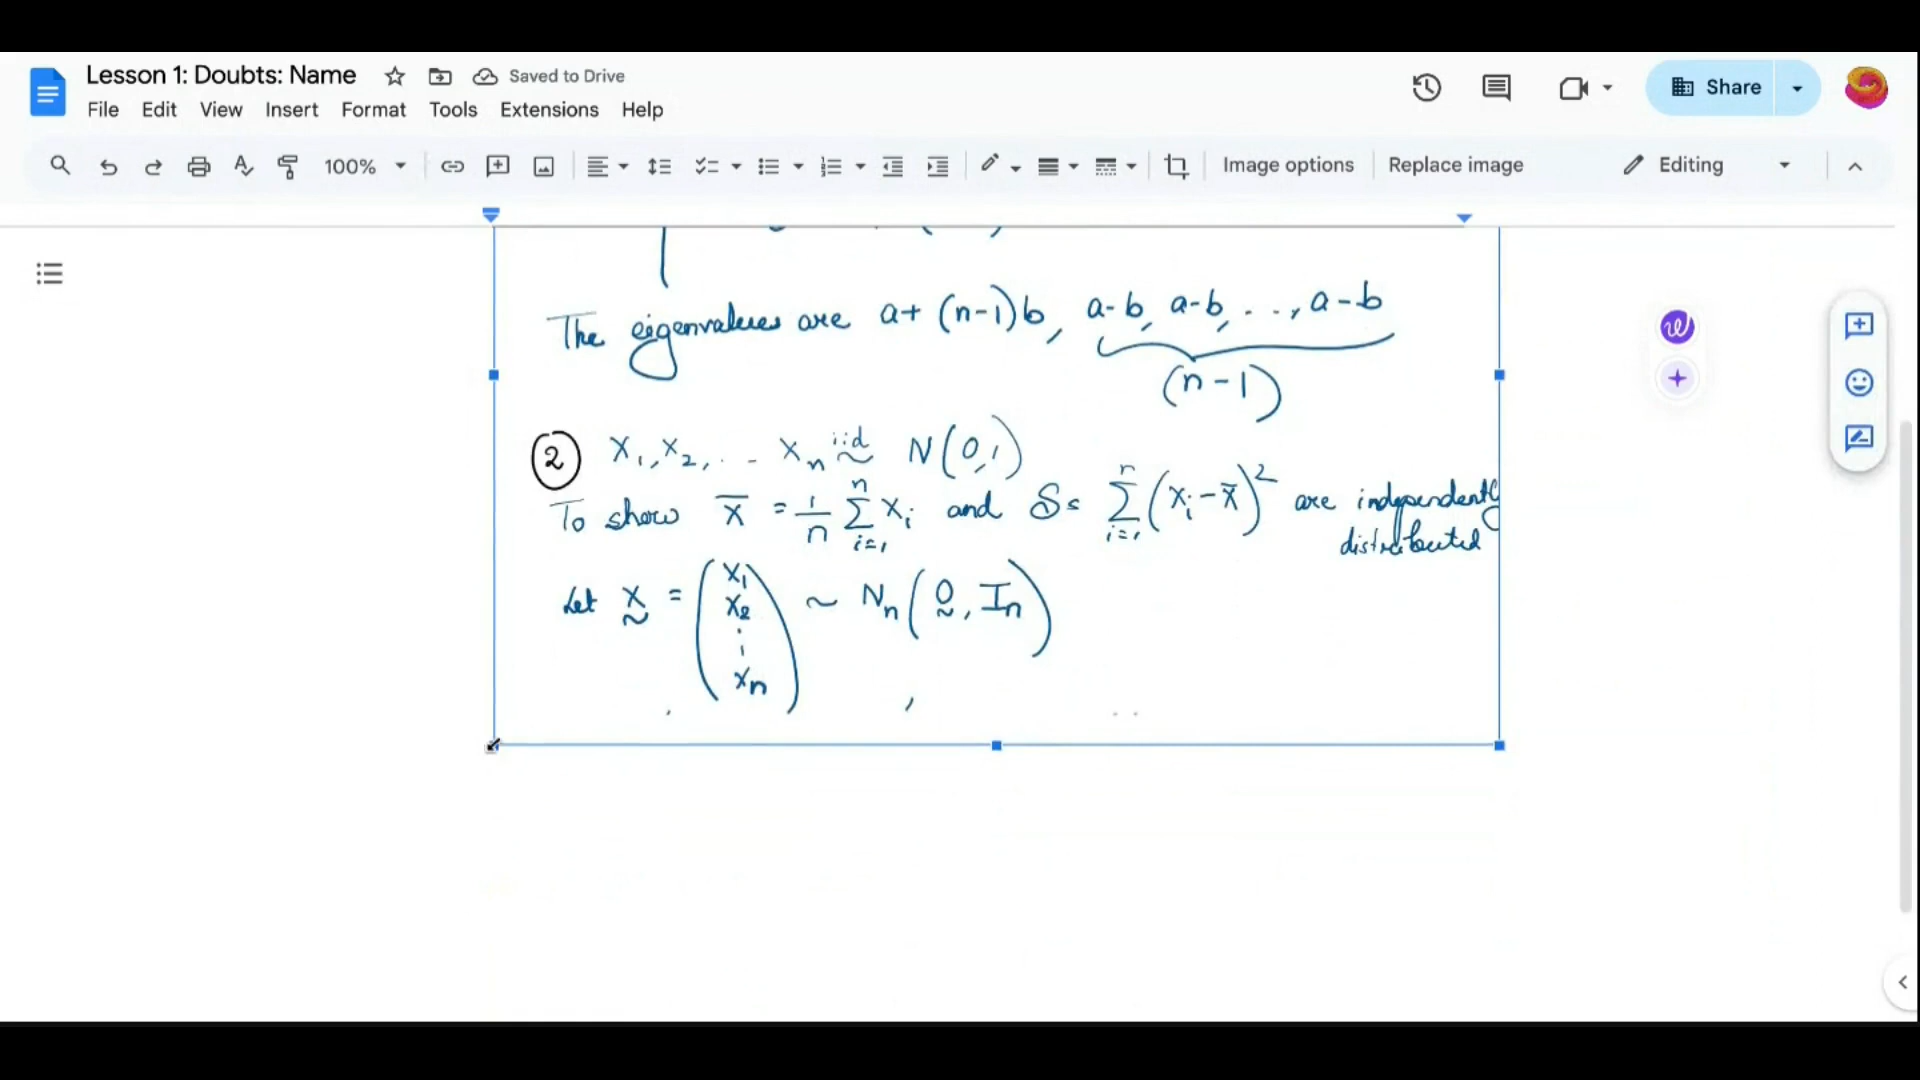 Lesson 1: Doubts: Name Saved to Drive
File Edit View Insert Format Tools Extensions Help
Share
100% Image options Replace image Editing
The eigenvalues are a+(n-1)b, a-b, a-b, ..., a-b
(n-1)
② X₁, X₂, ... Xₙ iid ~ N(0,1)
To show X̄ = 1/n Σᵢ₌₁ⁿ Xᵢ and S = Σᵢ₌₁ⁿ (Xᵢ - X̄)² are independently
distributed
Let X̰ = (X₁ X₂ ⋮ Xₙ) ~ Nₙ(0̰, Iₙ)